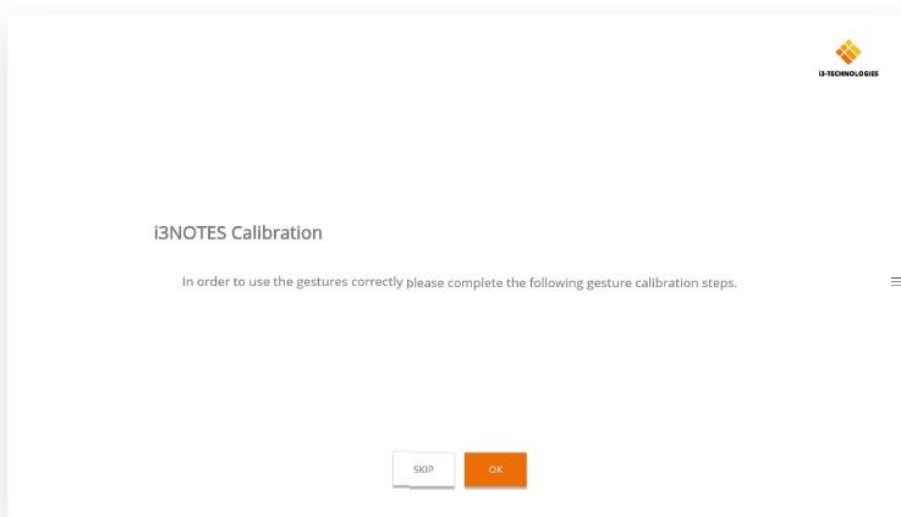 i3-TECHNOLOGIES
i3NOTES Calibration
In order to use the gestures correctly please complete the following gesture calibration steps.
SKIP
OK